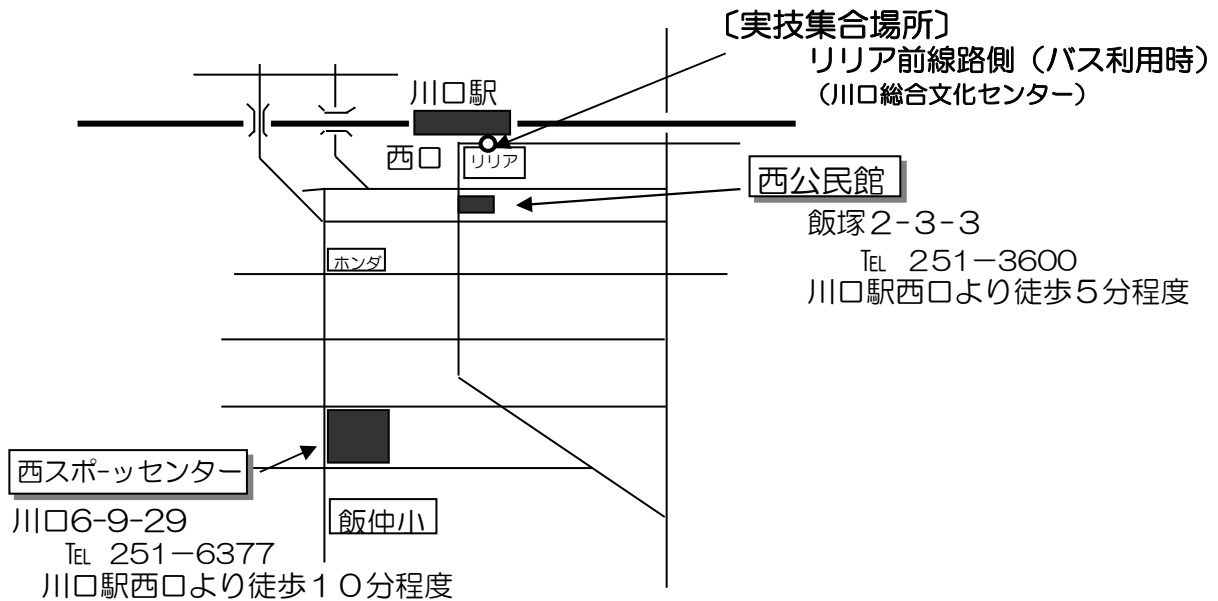 〔実技集合場所〕
リリア前線路側（バス利用時）
（川口総合文化センター）
川口駅
西口
リリア
西公民館
飯塚２-３-３
℡ ２５１－３６００
川口駅西口より徒歩５分程度
ホンダ
西スポーッセンター
川口6-9-29
℡ 251－6377
川口駅西口より徒歩１０分程度
飯仲小